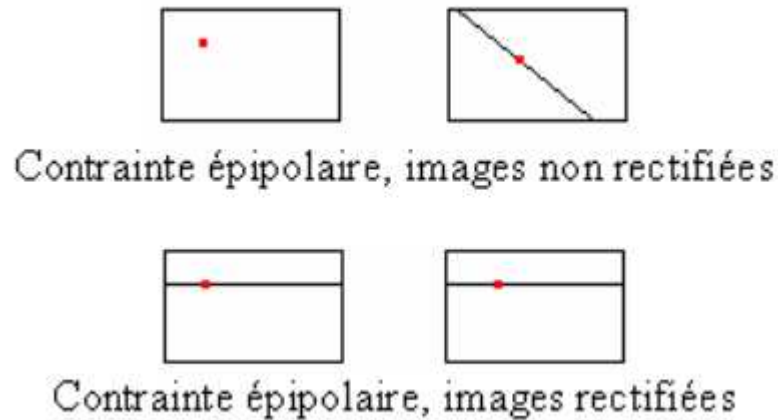 Contrainte épipolaire, images non rectifiées
Contrainte épipolaire, images rectifiées